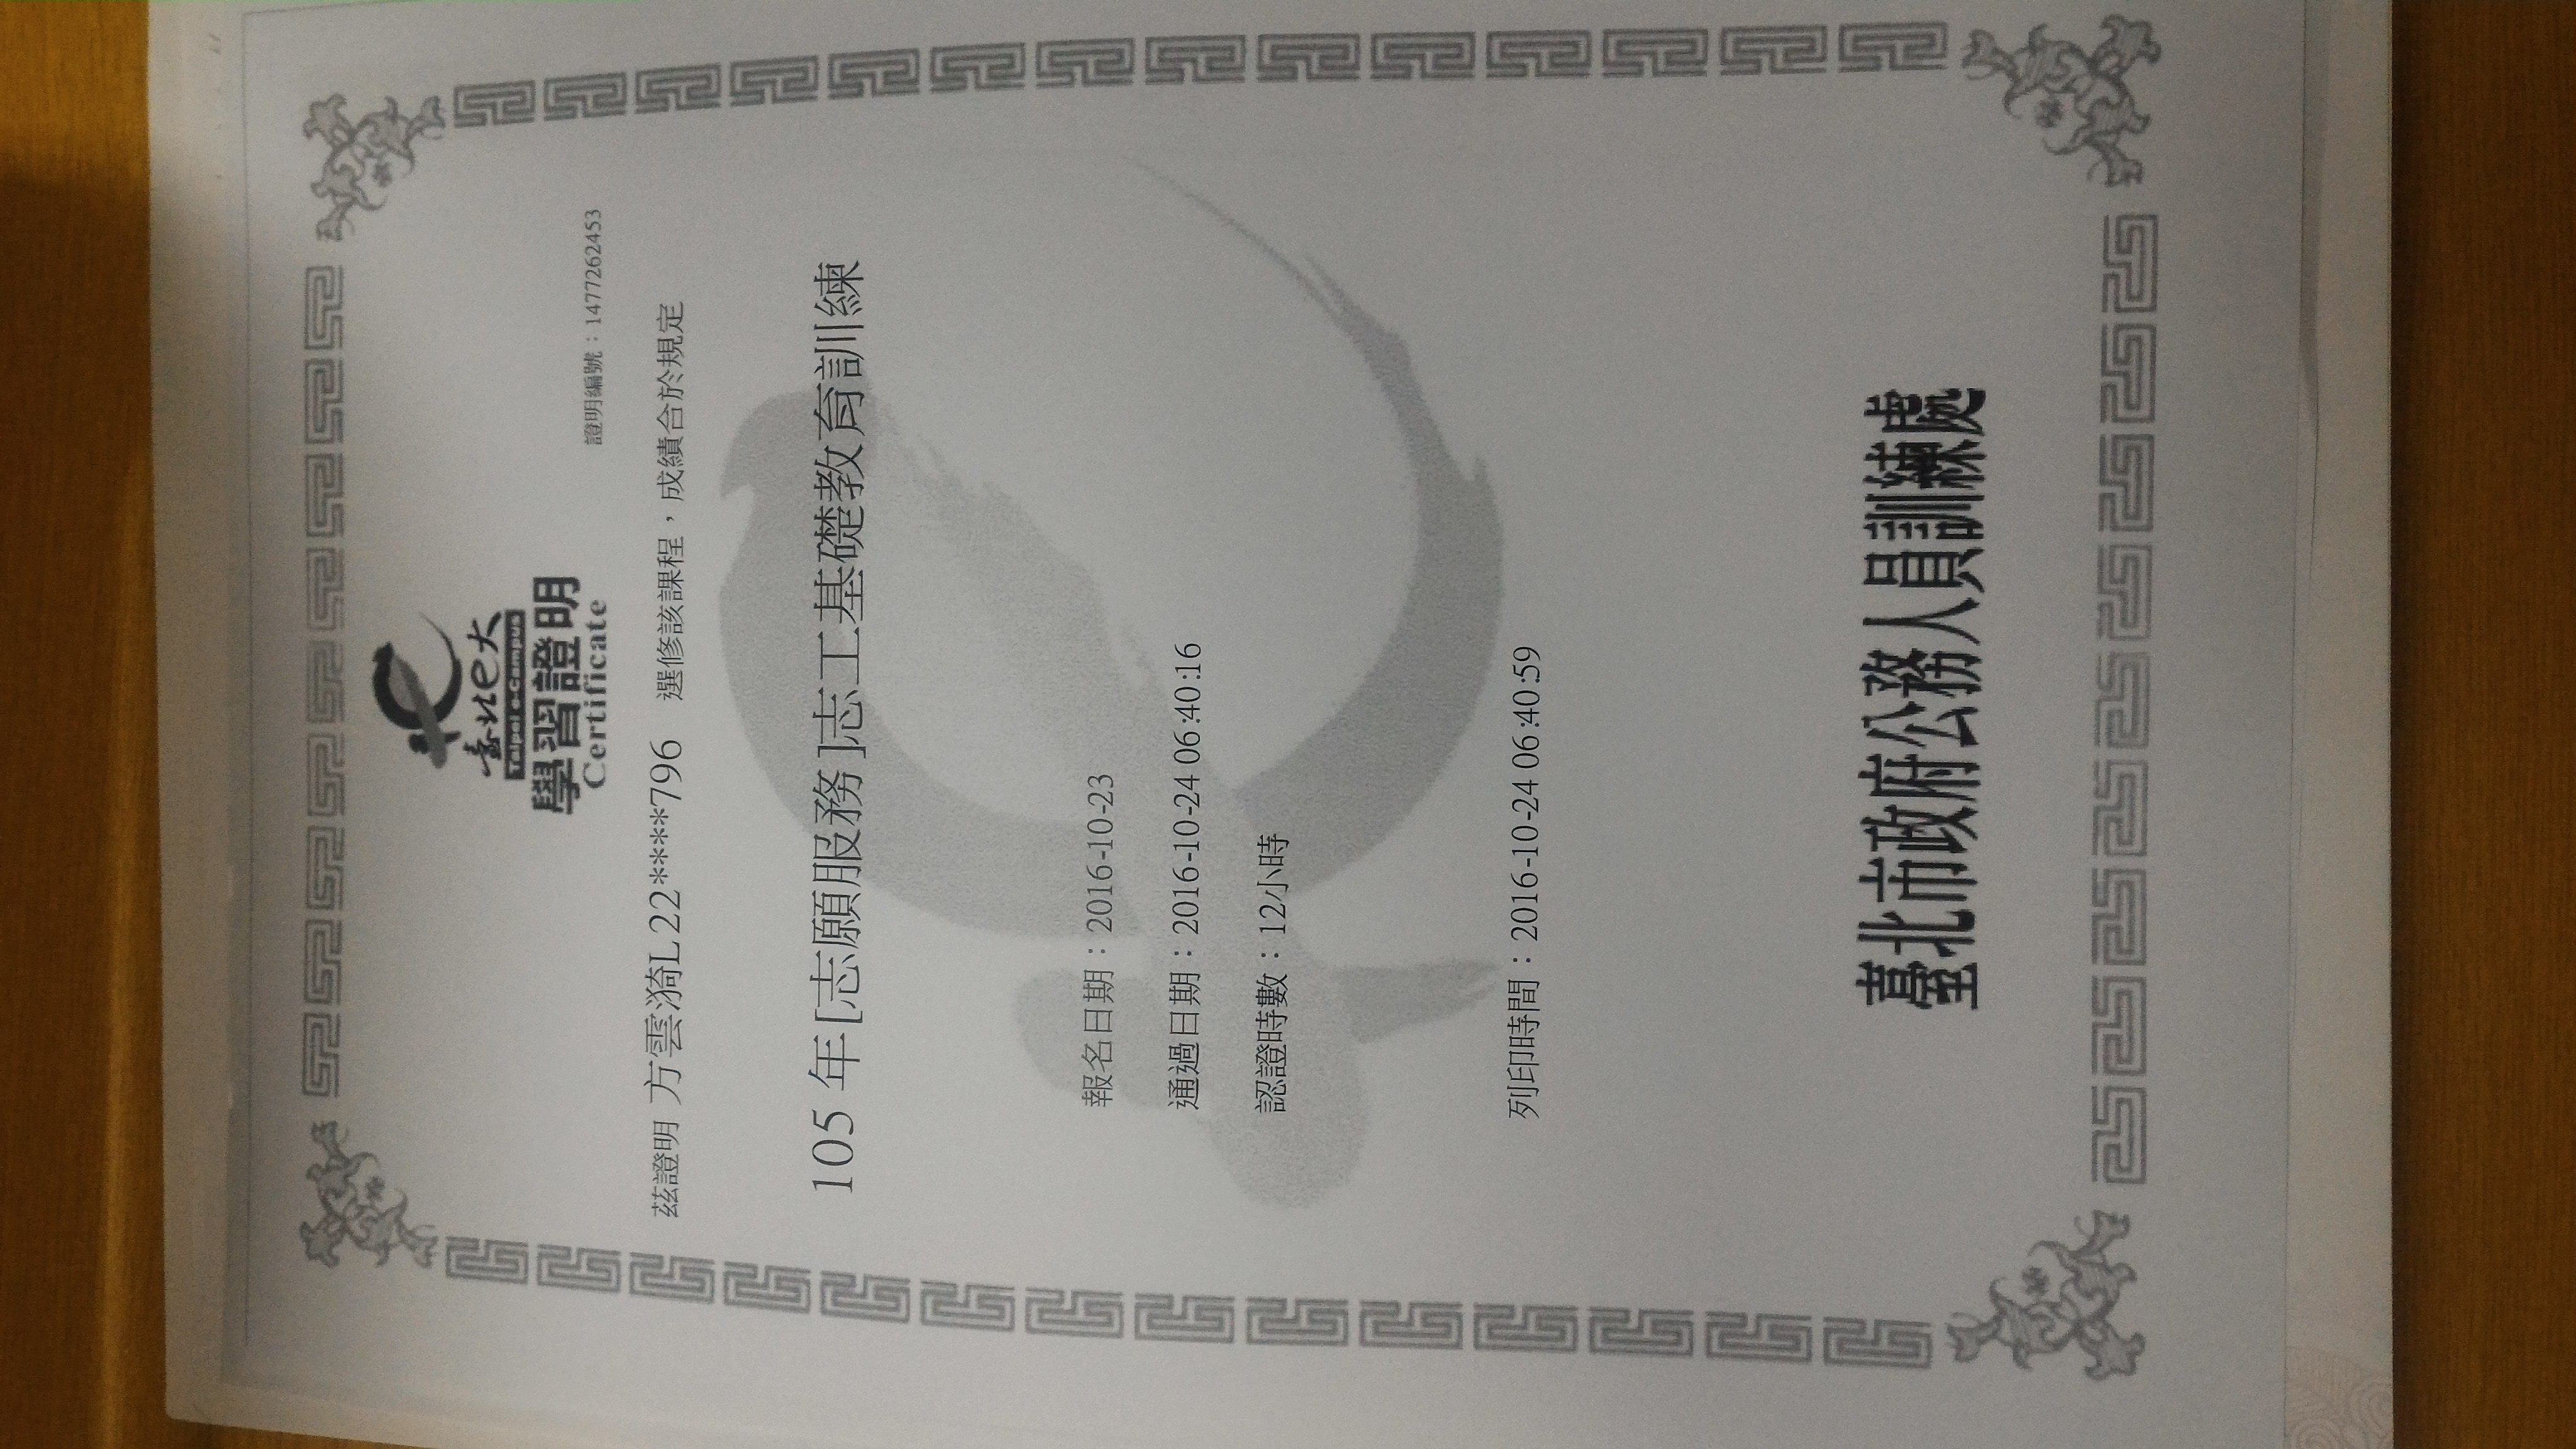 臺北e大
Taipei e-campus
學習證明
Certificate
證明編號：1477262453
茲證明 方雲漪L22****796 選修該課程，成績合於規定
105 年[志願服務]志工基礎教育訓練
報名日期：2016-10-23
通過日期：2016-10-24 06:40:16
認證時數：12小時
列印時間：2016-10-24 06:40:59
臺北市政府公務人員訓練處